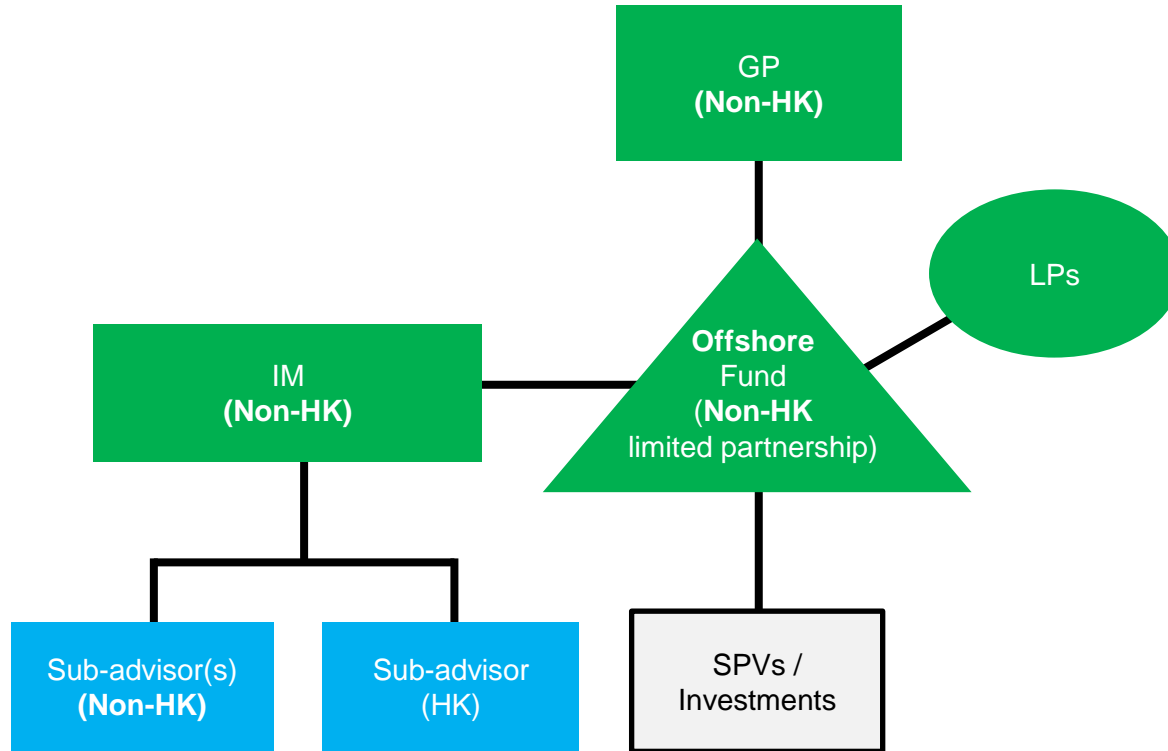 GP
(Non-HK)
LPs
Offshore
Fund
(Non-HK
limited partnership)
IM
(Non-HK)
Sub-advisor(s)
(Non-HK)
Sub-advisor
(HK)
SPVs /
Investments